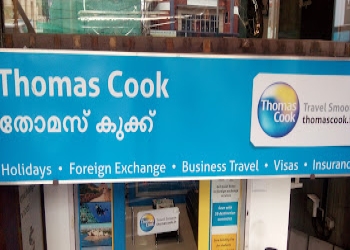 Thomas Cook
തോമസ് കുക്ക്
Thomas
Cook
Travel Smoo
thomascook.
Holidays • Foreign Exchange • Business Travel • Visas • Insuranc